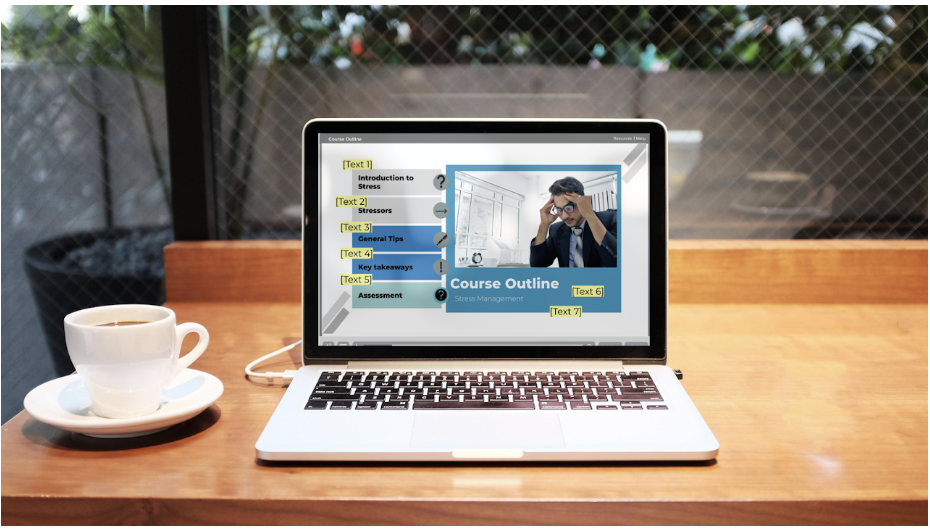 Course Outline
Resources | Menu
[Text 1]
Introduction to
Stress
[Text 2]
Stressors
[Text 3]
General Tips
[Text 4]
Key takeaways
[Text 5]
Assessment
Course Outline
[Text 6]
Stress Management
[Text 7]